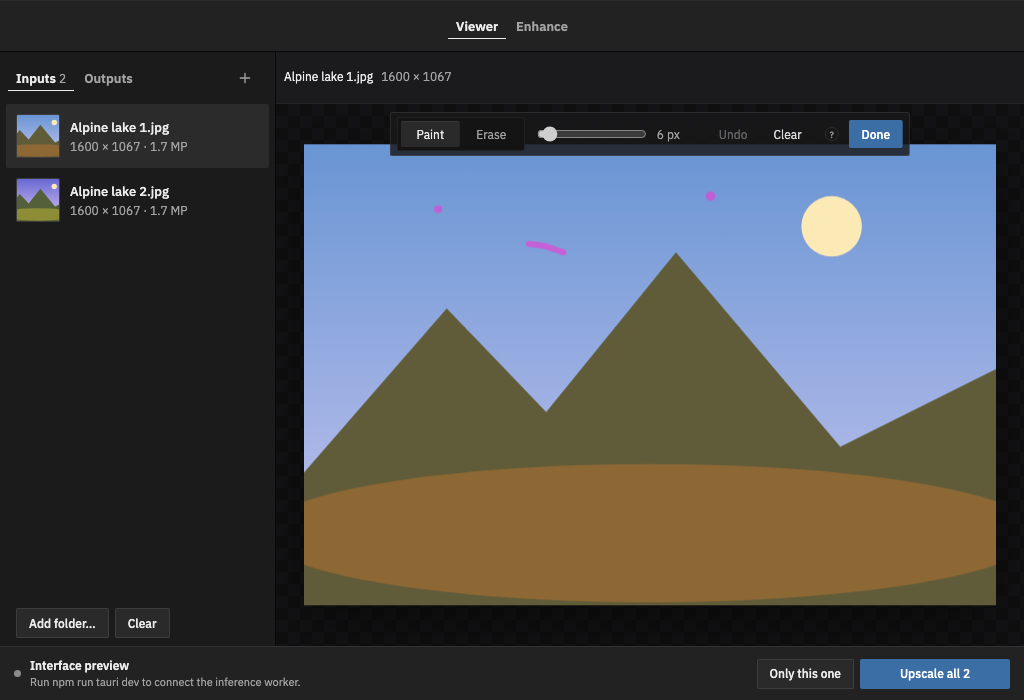 Viewer Enhance
Inputs 2 Outputs +
Alpine lake 1.jpg 1600 × 1067
Alpine lake 1.jpg
1600 × 1067 · 1.7 MP
Alpine lake 2.jpg
1600 × 1067 · 1.7 MP
Paint Erase 6 px Undo Clear ? Done
Add folder... Clear
Interface preview
Run npm run tauri dev to connect the inference worker.
Only this one Upscale all 2